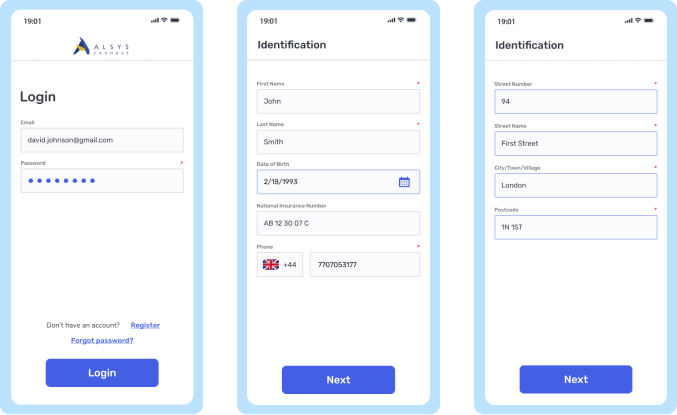 19:01
ALSYS
connect
Login
Email
david.johnson@gmail.com
Password *
Don't have an account? Register
Forgot password?
Login
19:01
Identification
First Name *
John
Last Name *
Smith
Date of Birth
2/18/1993
National Insurance Number
AB 12 30 07 C
Phone *
+44 7707053177
Next
19:01
Identification
Street Number *
94
Street Name *
First Street
City/Town/Village *
London
Postcode *
1N 1ST
Next